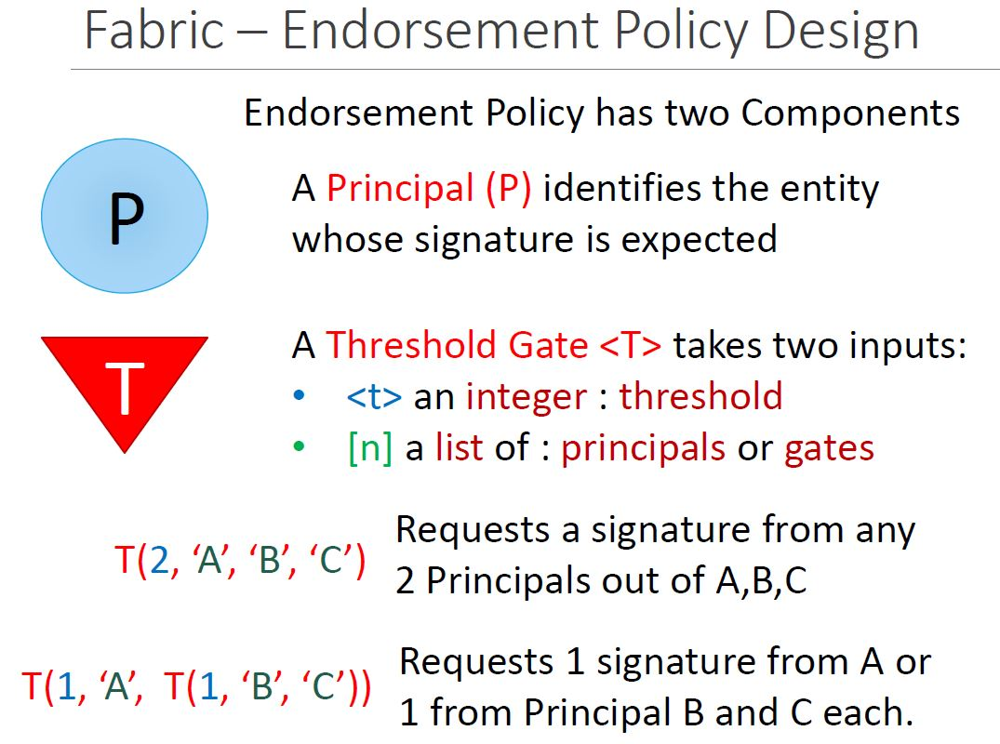 Fabric – Endorsement Policy Design
Endorsement Policy has two Components
P
A Principal (P) identifies the entity
whose signature is expected
T
A Threshold Gate <T> takes two inputs:
• <t> an integer : threshold
• [n] a list of : principals or gates
T(2, ‘A’, ‘B’, ‘C’)
Requests a signature from any
2 Principals out of A,B,C
T(1, ‘A’, T(1, ‘B’, ‘C’))
Requests 1 signature from A or
1 from Principal B and C each.